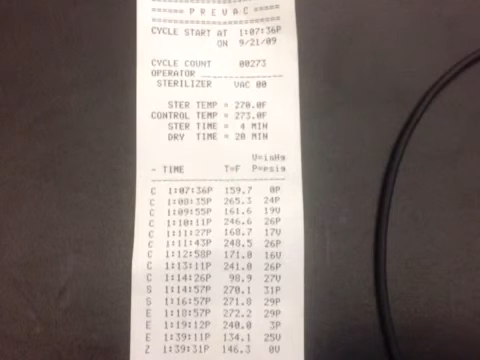 ===== P R E V A C =====
CYCLE START AT 1:07:36P
ON 9/21/09
CYCLE COUNT 00273
OPERATOR
STERILIZER VAC 00
STER TEMP = 270.0F
CONTROL TEMP = 273.0F
STER TIME = 4 MIN
DRY TIME = 20 MIN
V=inHg
- TIME T=F P=psig
C 1:07:36P 159.7 0P
C 1:08:35P 265.3 24P
C 1:09:55P 161.6 19V
C 1:10:11P 246.6 26P
C 1:11:27P 168.7 17V
C 1:11:43P 248.5 26P
C 1:12:58P 171.0 16V
C 1:13:11P 241.0 26P
C 1:14:26P 98.9 27V
S 1:14:57P 270.1 31P
S 1:16:57P 271.8 29P
E 1:18:57P 272.2 29P
E 1:19:12P 240.0 3P
E 1:39:11P 134.1 25V
Z 1:39:31P 146.3 0V